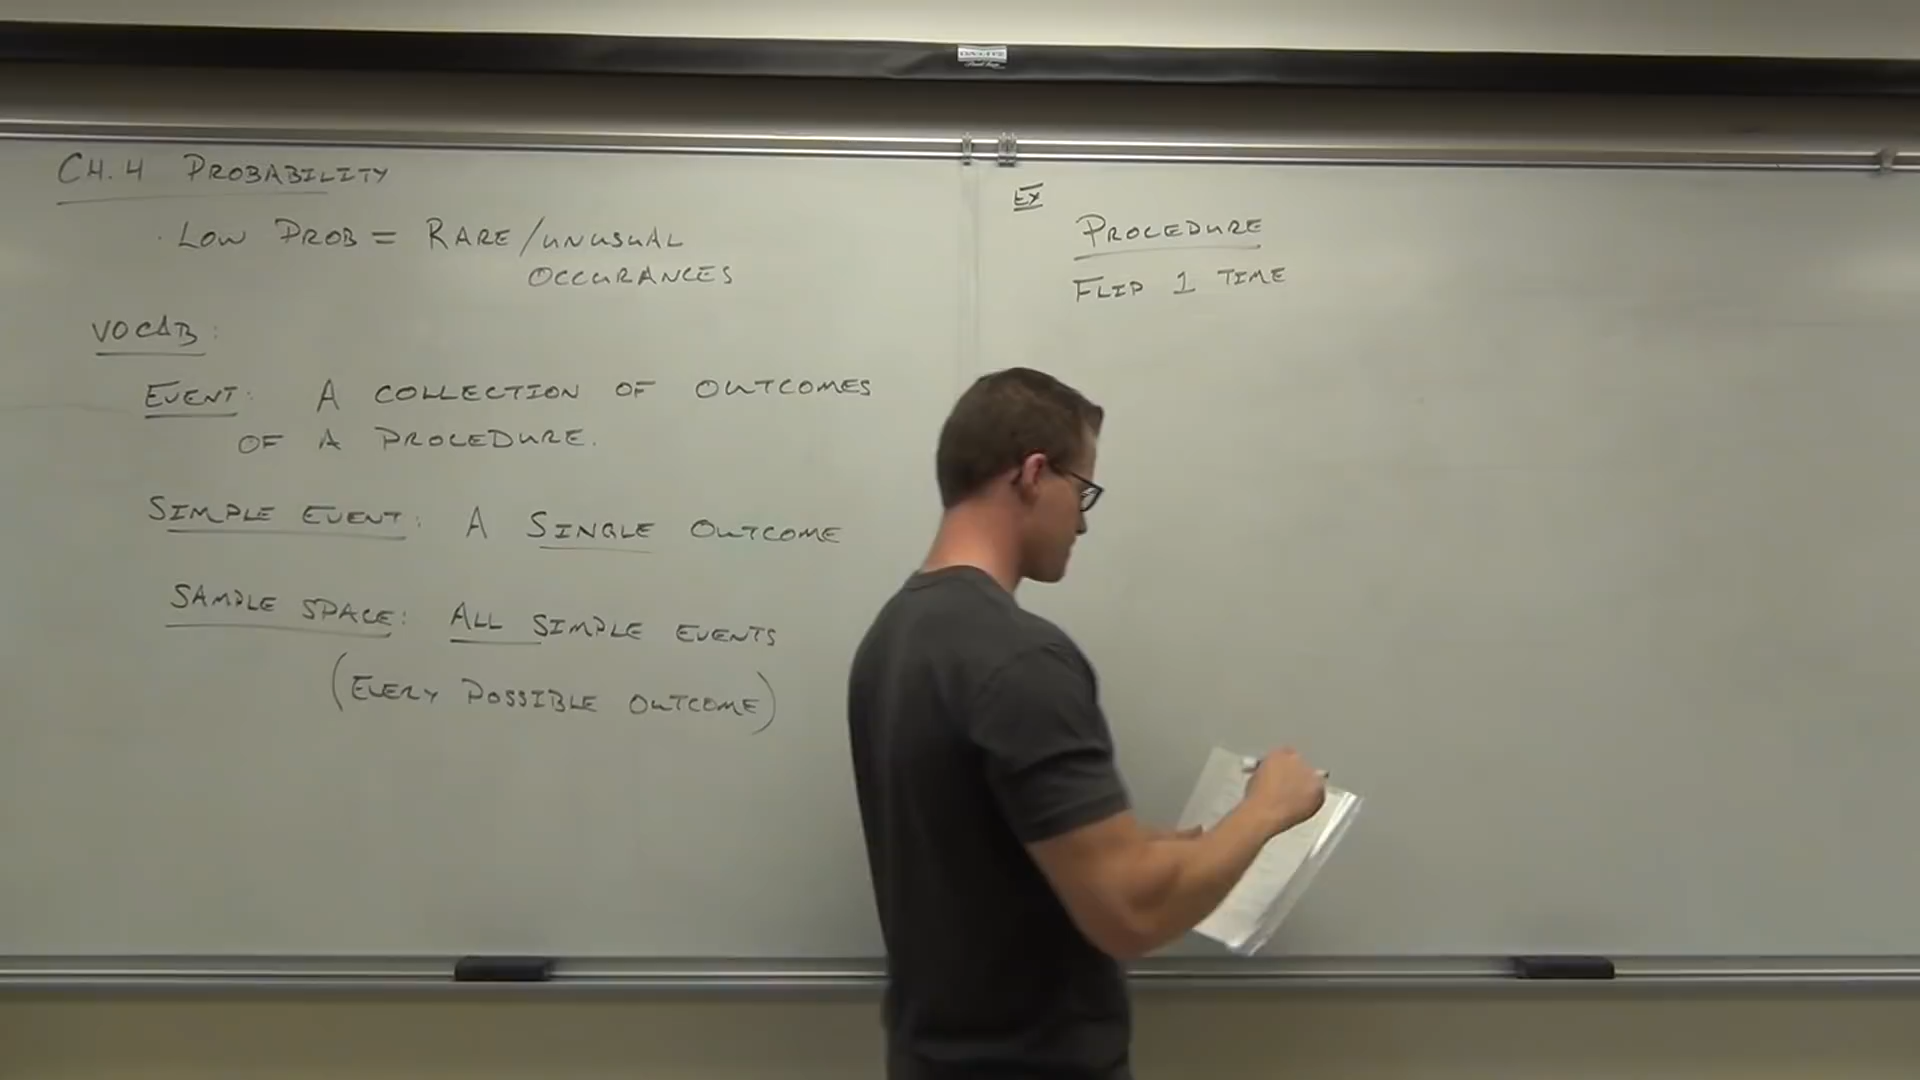 CH.4 PROBABILITY
· LOW PROB = RARE/UNUSUAL
OCCURANCES
VOCAB:
EVENT: A COLLECTION OF OUTCOMES
OF A PROCEDURE.
SIMPLE EVENT: A SINGLE OUTCOME
SAMPLE SPACE: ALL SIMPLE EVENTS
(EVERY POSSIBLE OUTCOME)
EX
PROCEDURE
FLIP 1 TIME